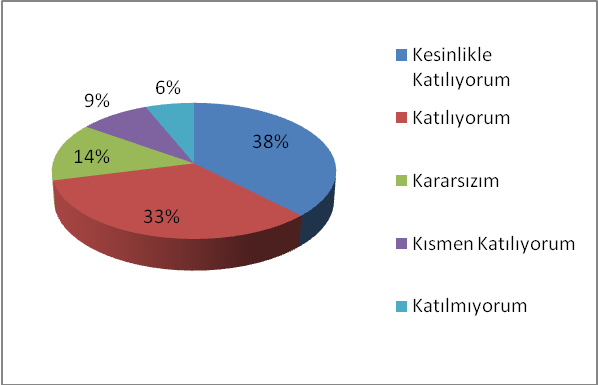 6%
9%
38%
14%
33%
Kesinlikle
Katılıyorum
Katılıyorum
Kararsızım
Kısmen Katılıyorum
Katılmıyorum